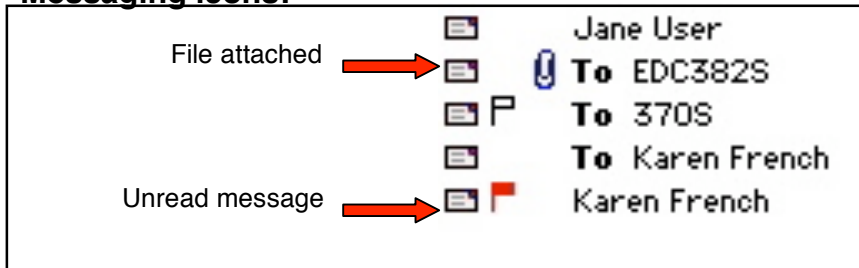 Messaging icons:
Jane User
File attached
To EDC382S
To 370S
To Karen French
Unread message
Karen French